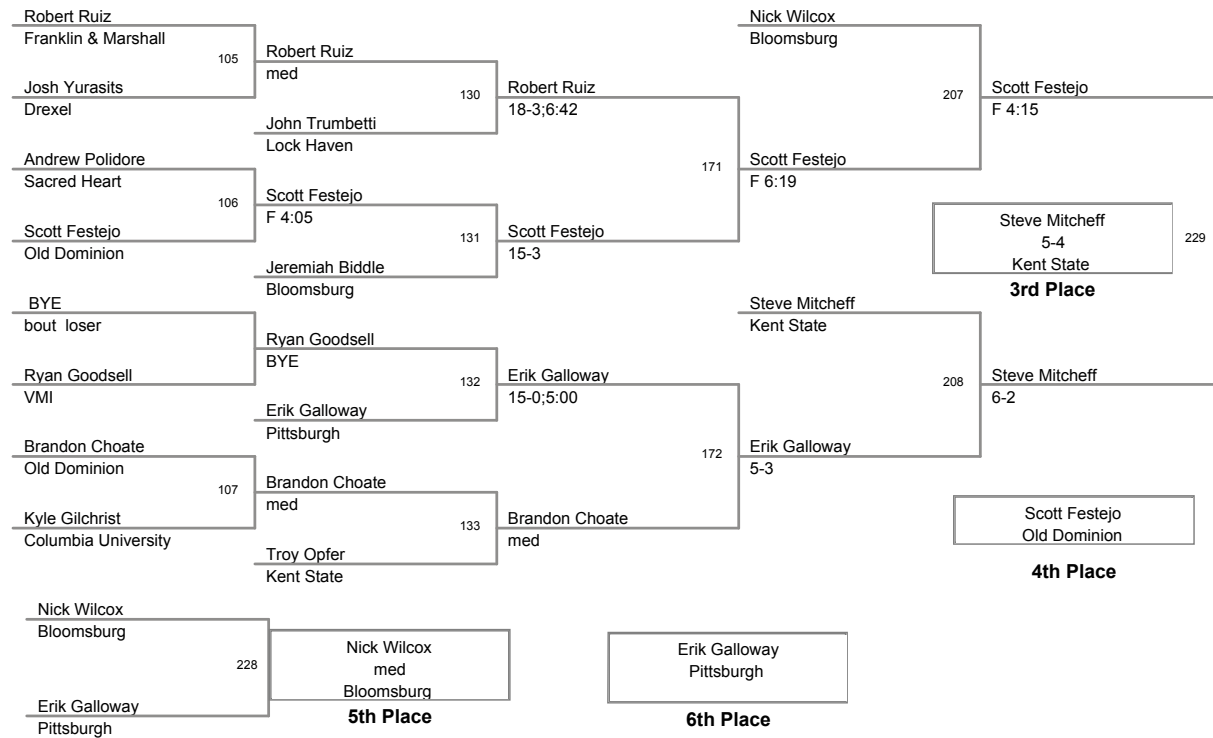 Robert Ruiz
Franklin & Marshall
105
Josh Yurasits
Drexel
Andrew Polidore
Sacred Heart
106
Scott Festejo
Old Dominion
BYE
bout loser
Ryan Goodsell
VMI
Brandon Choate
Old Dominion
107
Kyle Gilchrist
Columbia University
Robert Ruiz
med
130
John Trumbetti
Lock Haven
Scott Festejo
F 4:05
131
Jeremiah Biddle
Bloomsburg
Ryan Goodsell
BYE
132
Erik Galloway
Pittsburgh
Brandon Choate
med
133
Troy Opfer
Kent State
Robert Ruiz
18-3;6:42
171
Scott Festejo
15-3
Erik Galloway
15-0;5:00
172
Brandon Choate
med
Nick Wilcox
Bloomsburg
207
Scott Festejo
F 6:19
Steve Mitcheff
Kent State
208
Erik Galloway
5-3
Scott Festejo
F 4:15
Steve Mitcheff
5-4
Kent State
229
3rd Place
Steve Mitcheff
6-2
Scott Festejo
Old Dominion
4th Place
Nick Wilcox
Bloomsburg
228
Erik Galloway
Pittsburgh
Nick Wilcox
med
Bloomsburg
5th Place
Erik Galloway
Pittsburgh
6th Place